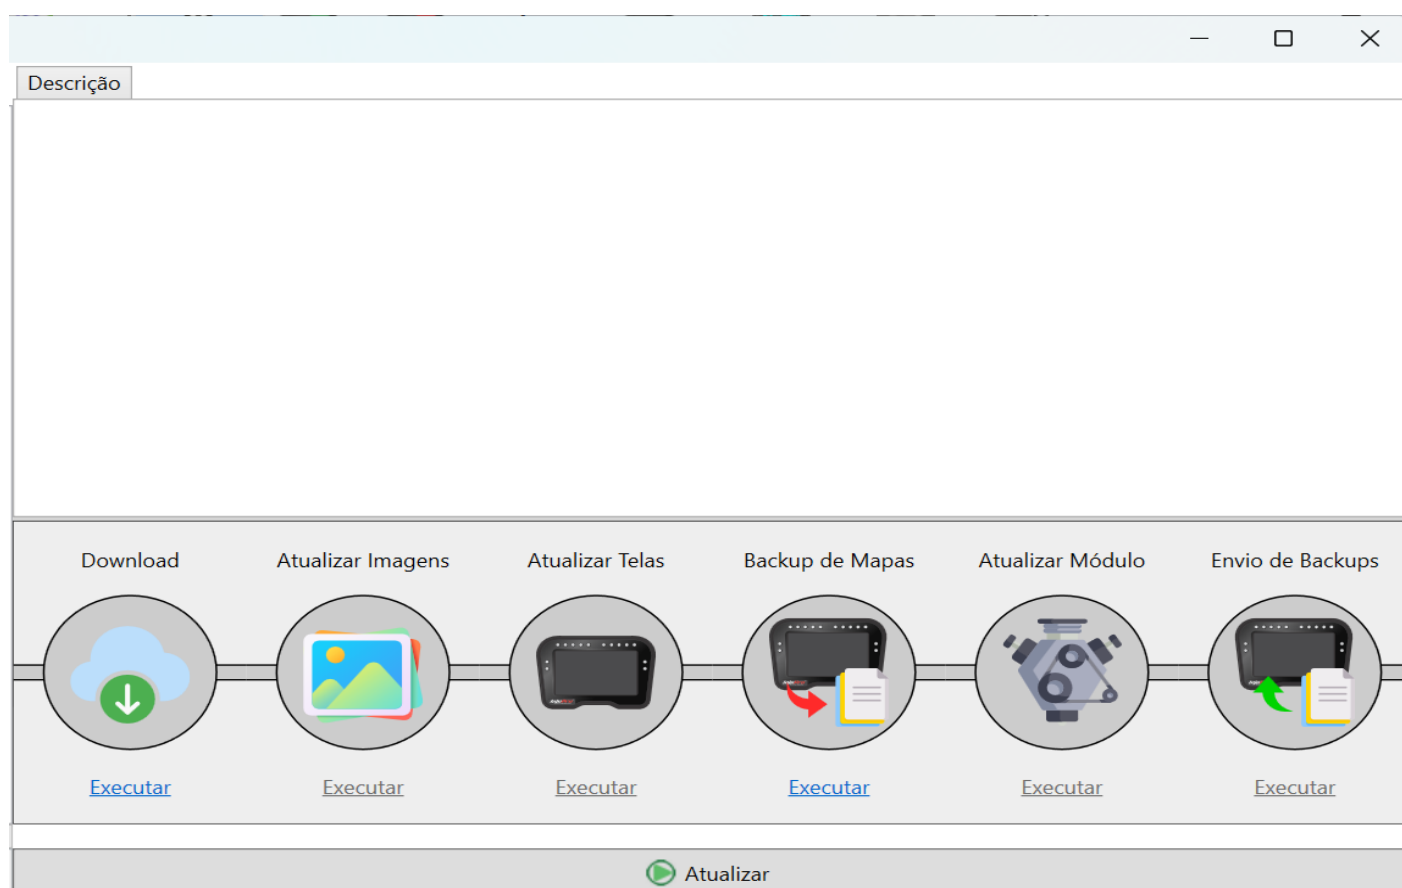 Descrição
Download
Atualizar Imagens
Atualizar Telas
Backup de Mapas
Atualizar Módulo
Envio de Backups
Executar
Executar
Executar
Executar
Executar
Executar
Atualizar